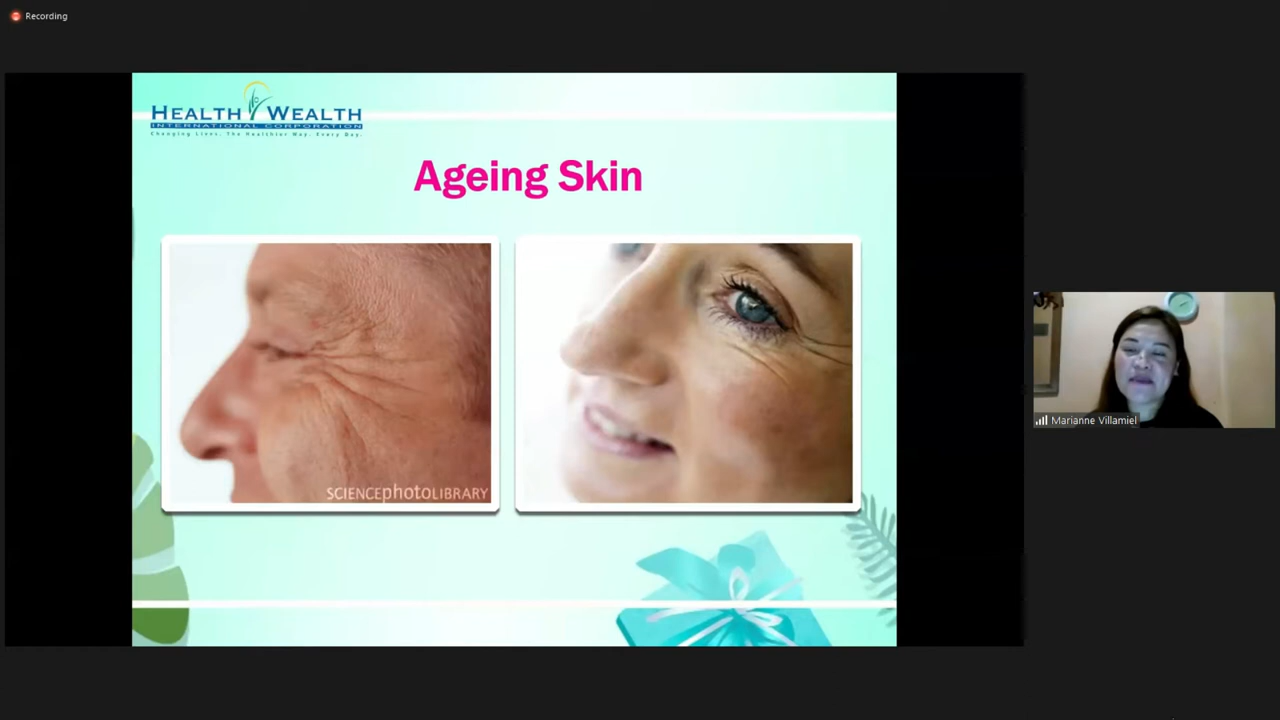 Recording
HEALTH WEALTH
INTERNATIONAL CORPORATION
Changing Lives. The Healthier Way. Every Day.
Ageing Skin
SCIENCEphotoLIBRARY
Marianne Villamiel